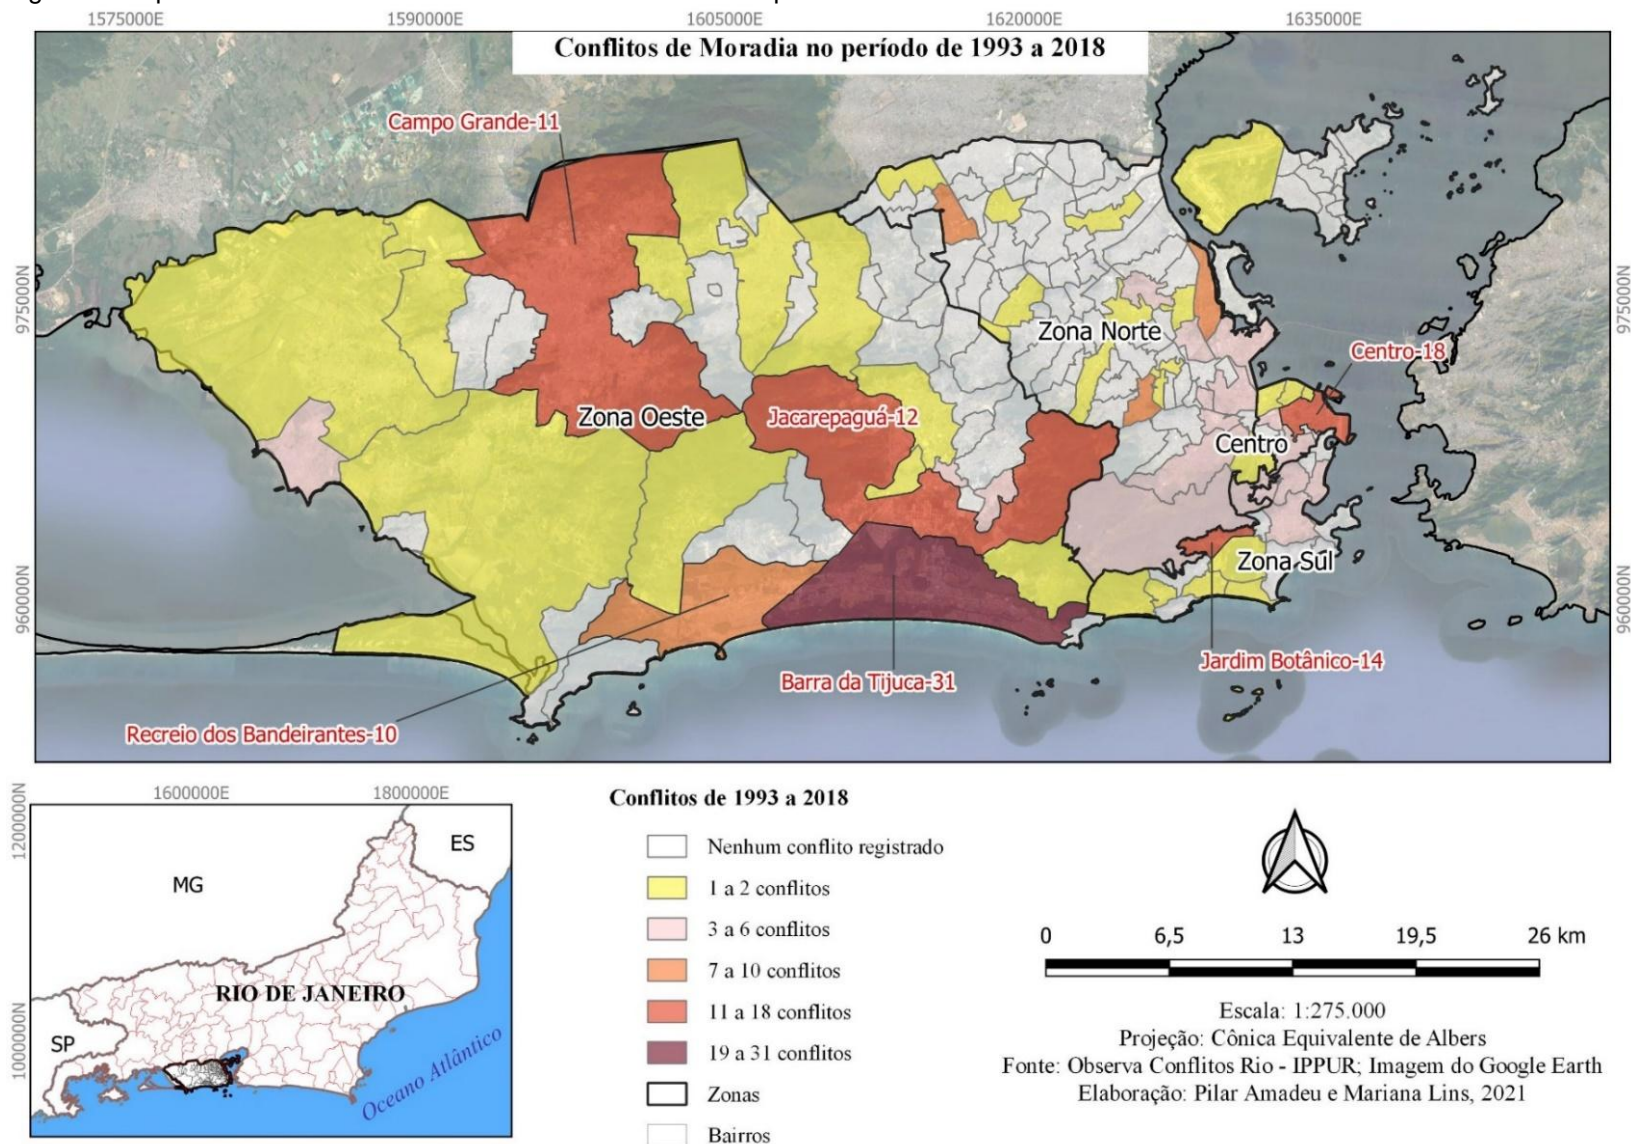 1575000E 1590000E 1605000E 1620000E 1635000E
Conflitos de Moradia no período de 1993 a 2018
Campo Grande-11
975000N
975000N
Zona Norte
Centro-18
Zona Oeste
Jacarepaguá-12
Centro
Zona Sul
960000N
960000N
Jardim Botânico-14
Barra da Tijuca-31
Recreio dos Bandeirantes-10
1600000E 1800000E
1200000N
ES
MG
RIO DE JANEIRO
SP
1000000N
Oceano Atlântico
Conflitos de 1993 a 2018
Nenhum conflito registrado
1 a 2 conflitos
3 a 6 conflitos
7 a 10 conflitos
11 a 18 conflitos
19 a 31 conflitos
Zonas
Bairros
0 6,5 13 19,5 26 km
Escala: 1:275.000
Projeção: Cônica Equivalente de Albers
Fonte: Observa Conflitos Rio - IPPUR; Imagem do Google Earth
Elaboração: Pilar Amadeu e Mariana Lins, 2021